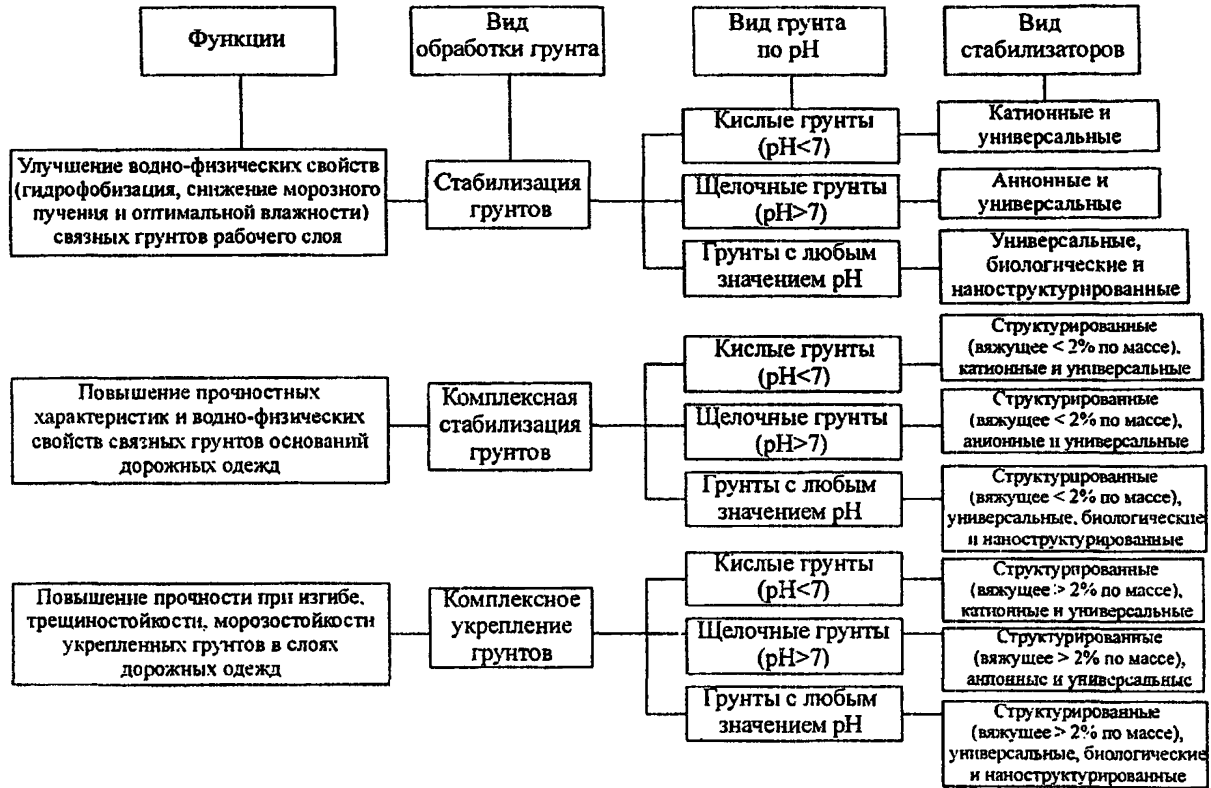 Функции
Вид
обработки грунта
Вид грунта
по pH
Вид
стабилизаторов
Улучшение водно-физических свойств
(гидрофобизация, снижение морозного
пучения и оптимальной влажности)
связных грунтов рабочего слоя
Стабилизация
грунтов
Кислые грунты
(pH<7)
Катионные и
универсальные
Щелочные грунты
(pH>7)
Анионные и
универсальные
Грунты с любым
значением pH
Универсальные,
биологические и
наноструктурированные
Повышение прочностных
характеристик и водно-физических
свойств связных грунтов оснований
дорожных одежд
Комплексная
стабилизация
грунтов
Кислые грунты
(pH<7)
Структурированные
(вяжущее < 2% по массе),
катионные и универсальные
Щелочные грунты
(pH>7)
Структурированные
(вяжущее < 2% по массе),
анионные и универсальные
Грунты с любым
значением pH
Структурированные
(вяжущее < 2% по массе),
универсальные, биологические
и наноструктурированные
Повышение прочности при изгибе,
трещиностойкости, морозостойкости
укрепленных грунтов в слоях
дорожных одежд
Комплексное
укрепление
грунтов
Кислые грунты
(pH<7)
Структурированные
(вяжущее > 2% по массе),
катионные и универсальные
Щелочные грунты
(pH>7)
Структурированные
(вяжущее > 2% по массе),
анионные и универсальные
Грунты с любым
значением pH
Структурированные
(вяжущее > 2% по массе),
универсальные, биологические
и наноструктурированные